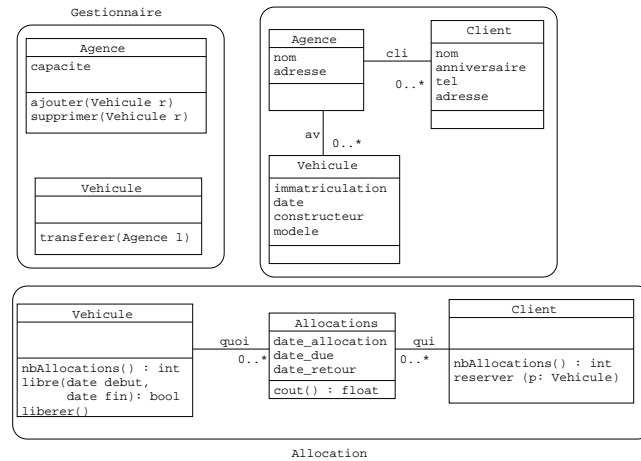 Gestionnaire
Agence
capacite
ajouter(Vehicule r)
supprimer(Vehicule r)
Vehicule
transferer(Agence l)
Agence
nom
adresse
cli
0..*
Client
nom
anniversaire
tel
adresse
av
0..*
Vehicule
immatriculation
date
constructeur
modele
Vehicule
nbAllocations() : int
libre(date debut,
date fin): bool
liberer()
quoi
0..*
Allocations
date_allocation
date_due
date_retour
cout() : float
qui
0..*
Client
nbAllocations() : int
reserver (p: Vehicule)
Allocation